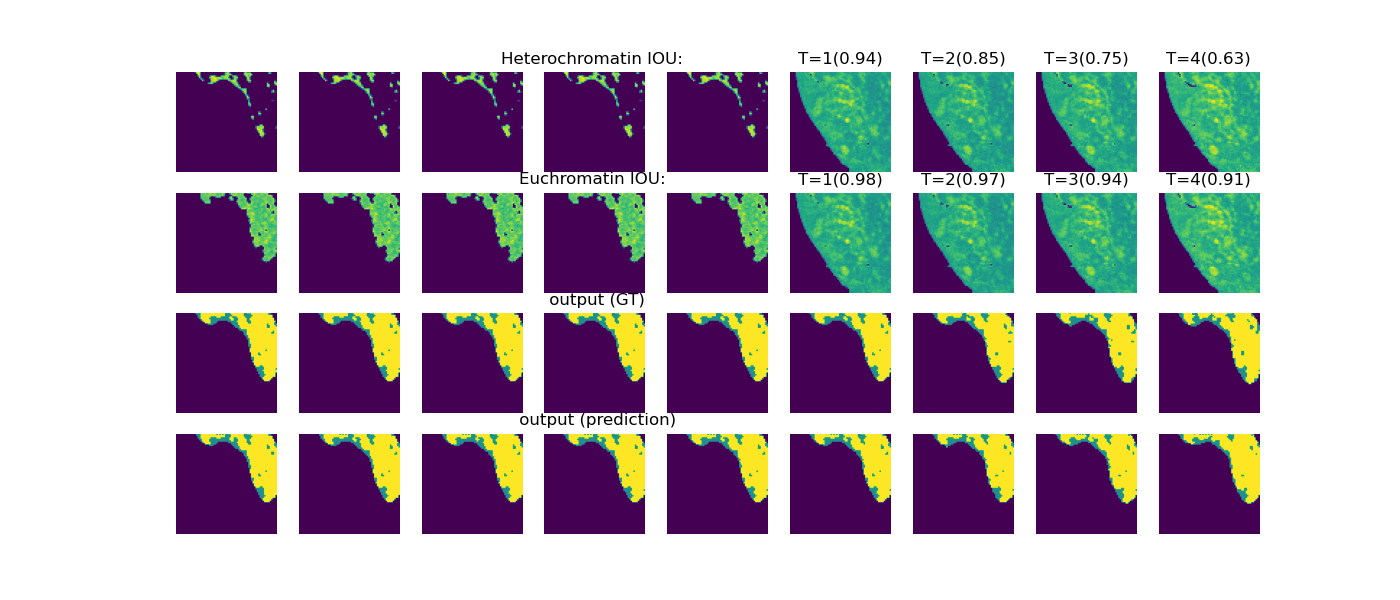 Heterochromatin IOU: T=1(0.94) T=2(0.85) T=3(0.75) T=4(0.63)
Euchromatin IOU: T=1(0.98) T=2(0.97) T=3(0.94) T=4(0.91)
output (GT)
output (prediction)